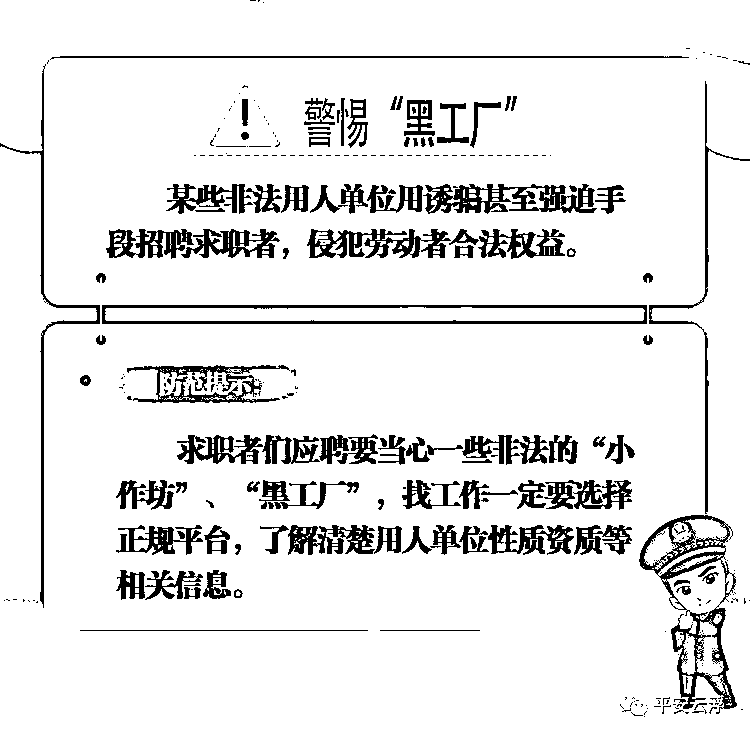 警惕“黑工厂”
某些非法用人单位用诱骗甚至强迫手
段招聘求职者，侵犯劳动者合法权益。
防范提示
求职者们应聘要当心一些非法的“小
作坊”、“黑工厂”，找工作一定要选择
正规平台，了解清楚用人单位性质资质等
相关信息。
平安云浮